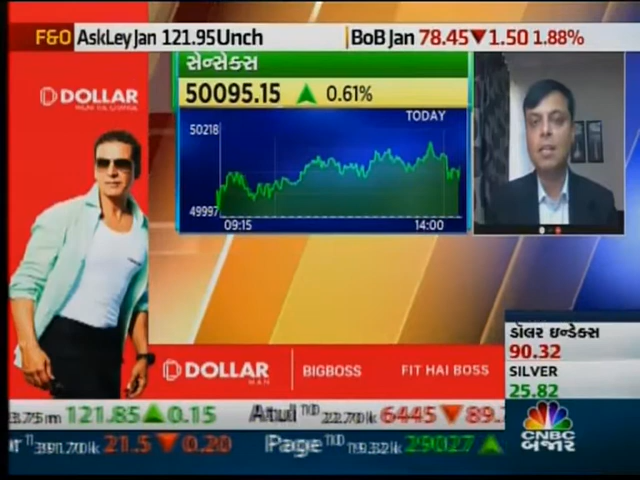 F&O AskLey Jan 121.95 Unch BoB Jan 78.45▼1.50 1.88%
સેન્સેક્સ
50095.15 ▲ 0.61%
TODAY
50218
49997
09:15 14:00
DOLLAR
DOLLAR
MAN
BIGBOSS
FIT HAI BOSS
ડૉલર ઇન્ડેક્સ
90.32
SILVER
25.82
121.85▲0.15 Atul 6445▼89.
21.5▼0.20 Page 29027▲
CNBC
બજાર